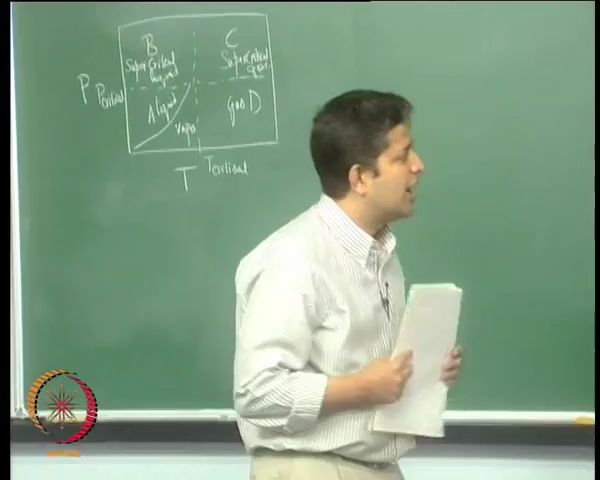 B
Supercritical
liquid
C
Supercritical
gas
P
Pcritical
A liquid
vapor
gas D
T
Tcritical